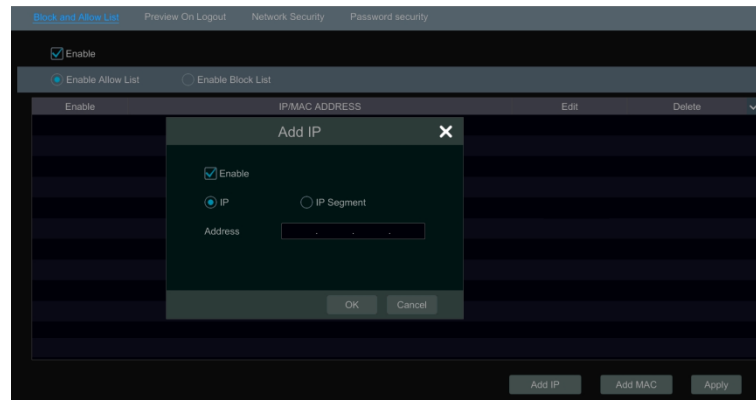 Block and Allow List Preview On Logout Network Security Password security
Enable
Enable Allow List Enable Block List
Enable IP/MAC ADDRESS Edit Delete
Add IP
Enable
IP IP Segment
Address . . .
OK Cancel
Add IP Add MAC Apply